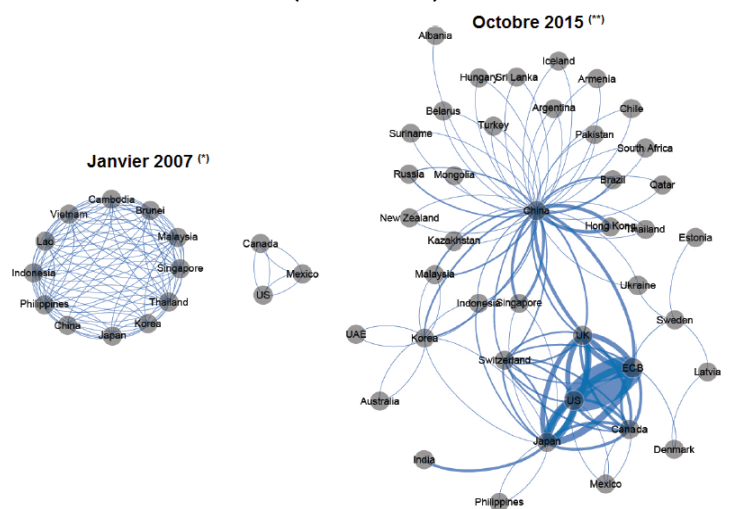 Janvier 2007 (*)
Cambodia
Vietnam
Brunei
Lao
Malaysia
Indonesia
Singapore
Philippines
Thailand
China
Korea
Japan
Canada
Mexico
US
Octobre 2015 (**)
Albania
Iceland
Hungary
Sri Lanka
Armenia
Belarus
Argentina
Chile
Turkey
Suriname
Pakistan
South Africa
Russia
Mongolia
Brazil
Qatar
China
New Zealand
Hong Kong
Thailand
Kazakhstan
Estonia
Malaysia
Ukraine
Indonesia
Singapore
Sweden
UAE
Korea
UK
Switzerland
ECB
Latvia
Australia
US
Canada
Japan
Denmark
India
Mexico
Philippines